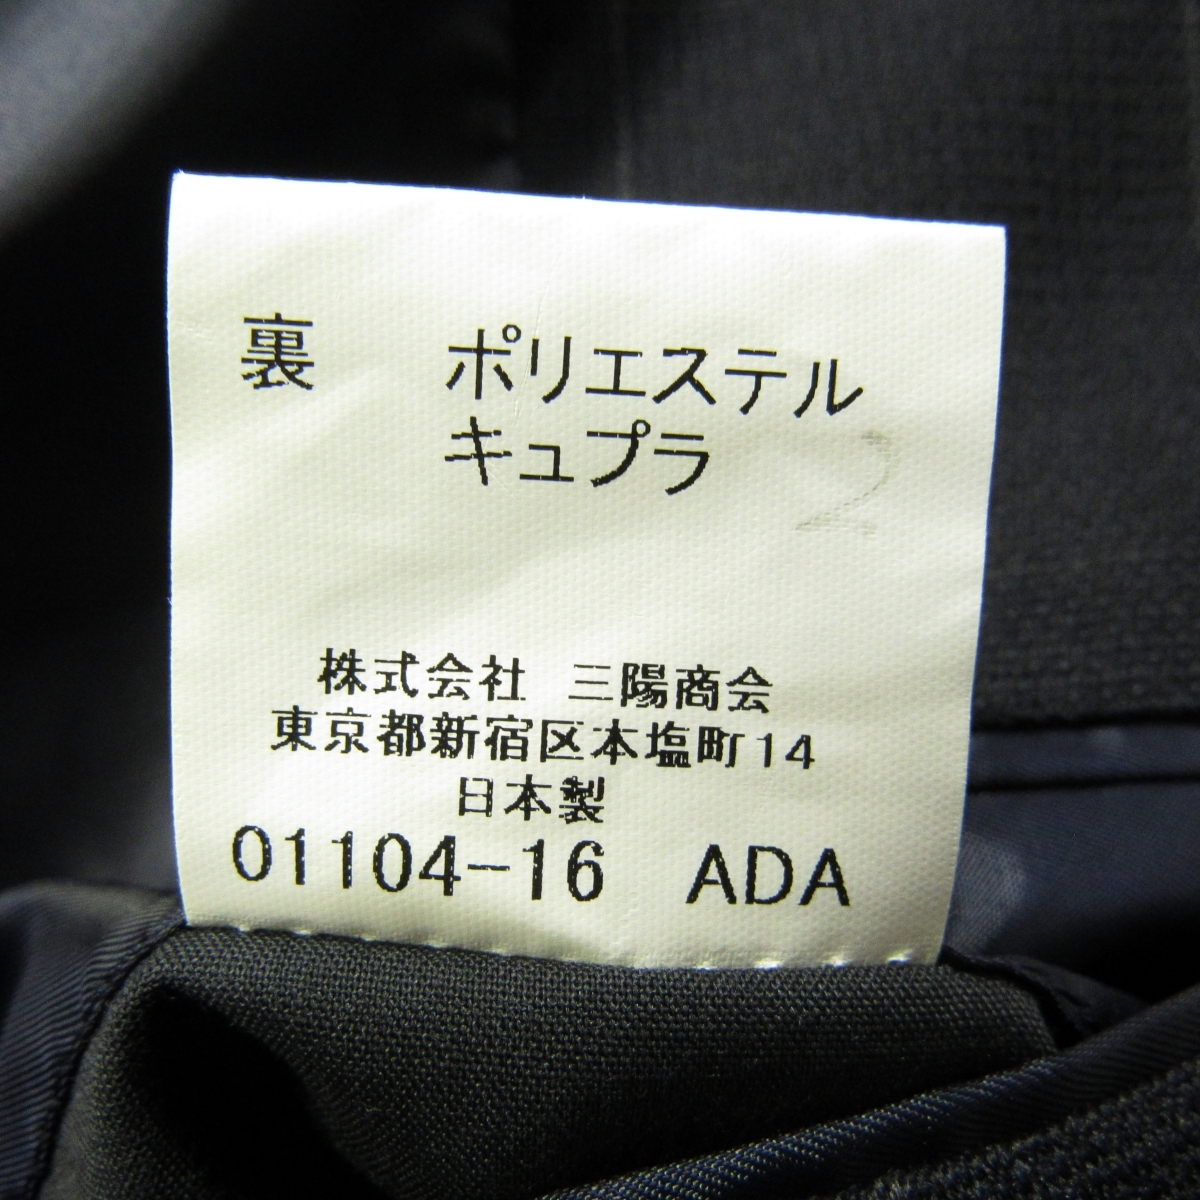 裏 ポリエステル
キュプラ
2
株式会社 三陽商会
東京都新宿区本塩町14
日本製
01104-16 ADA